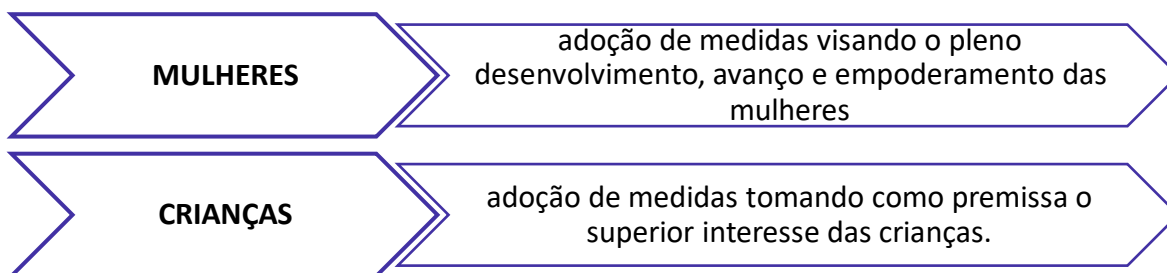 MULHERES
adoção de medidas visando o pleno
desenvolvimento, avanço e empoderamento das
mulheres
CRIANÇAS
adoção de medidas tomando como premissa o
superior interesse das crianças.